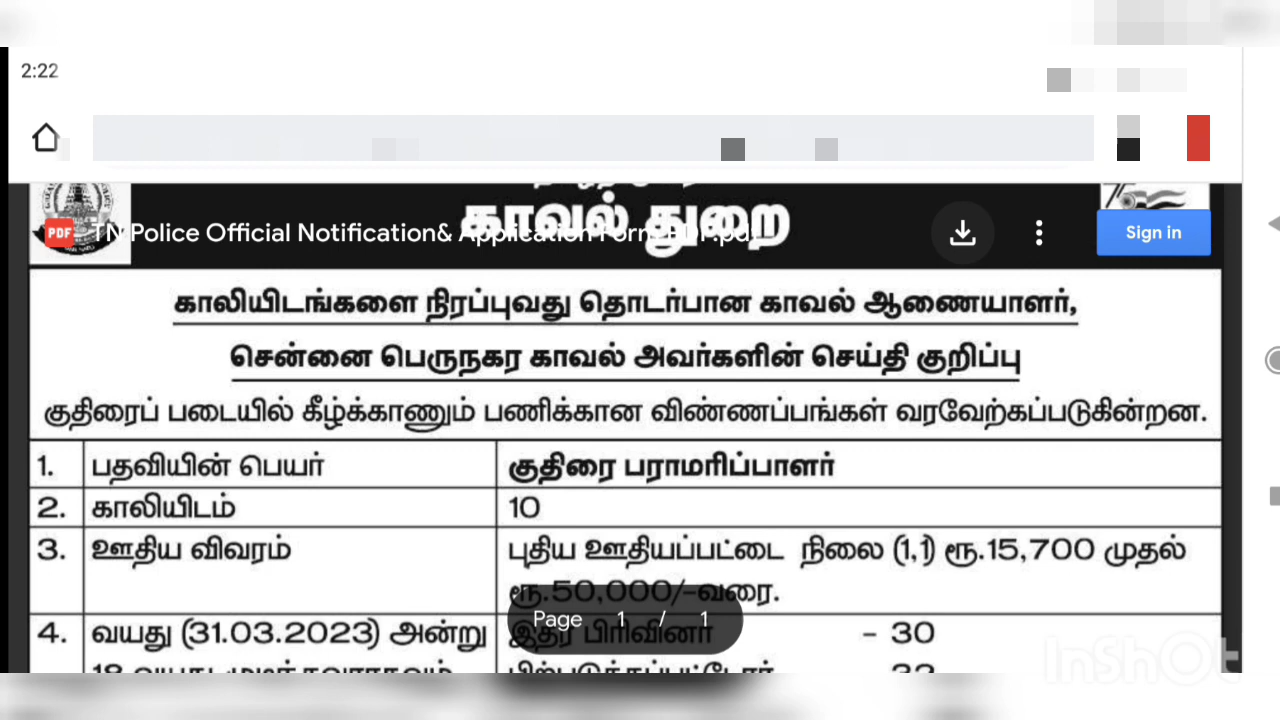 2:22
காவல் துறை
PDF TN Police Official Notification& Application Form PDF.pdf
Sign in
காலியிடங்களை நிரப்புவது தொடர்பான காவல் ஆணையாளர்,
சென்னை பெருநகர காவல் அவர்களின் செய்தி குறிப்பு
குதிரைப் படையில் கீழ்க்காணும் பணிக்கான விண்ணப்பங்கள் வரவேற்கப்படுகின்றன.
1. பதவியின் பெயர் குதிரை பராமரிப்பாளர்
2. காலியிடம் 10
3. ஊதிய விவரம் புதிய ஊதியப்பட்டை நிலை (1,1) ரூ.15,700 முதல்
ரூ.50,000/-வரை.
Page 1 / 1
4. வயது (31.03.2023) அன்று இதர பிரிவினர் - 30
InShOt